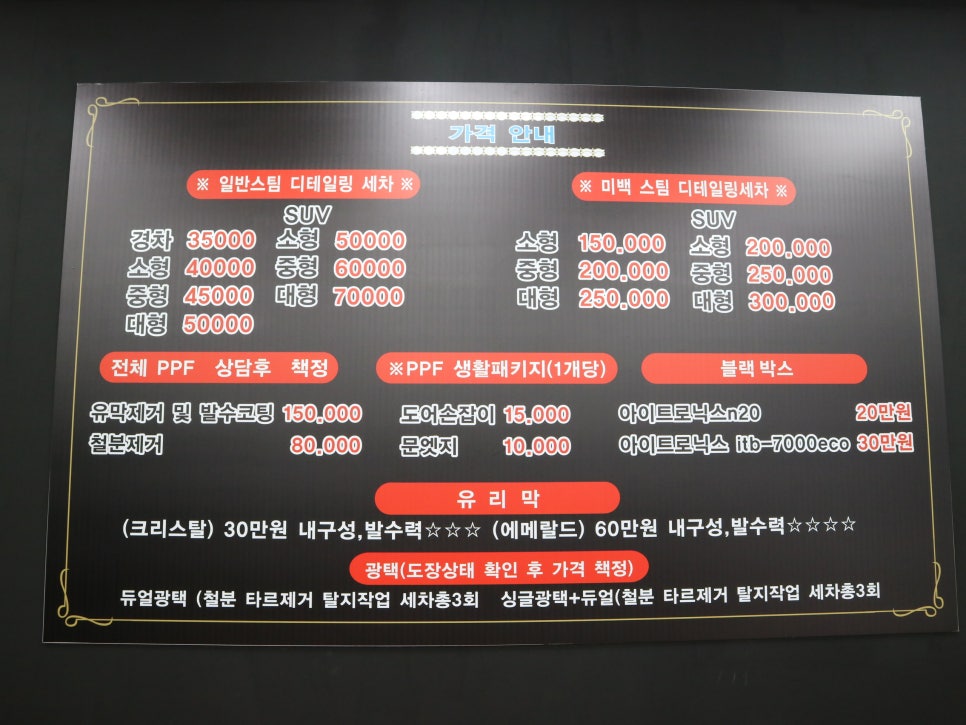 가격 안내
※ 일반스팀 디테일링 세차 ※
SUV
경차 35000 소형 50000
소형 40000 중형 60000
중형 45000 대형 70000
대형 50000
※ 미백 스팀 디테일링세차 ※
SUV
소형 150.000 소형 200.000
중형 200.000 중형 250.000
대형 250.000 대형 300.000
전체 PPF 상담후 책정
유막제거 및 발수코팅 150.000
철분제거 80.000
※PPF 생활패키지(1개당)
도어손잡이 15.000
문엣지 10.000
블랙박스
아이트로닉스n20 20만원
아이트로닉스 itb-7000eco 30만원
유 리 막
(크리스탈) 30만원 내구성,발수력☆☆☆ (에메랄드) 60만원 내구성,발수력☆☆☆☆
광택(도장상태 확인 후 가격 책정)
듀얼광택 (철분 타르제거 탈지작업 세차총3회 싱글광택+듀얼(철분 타르제거 탈지작업 세차총3회